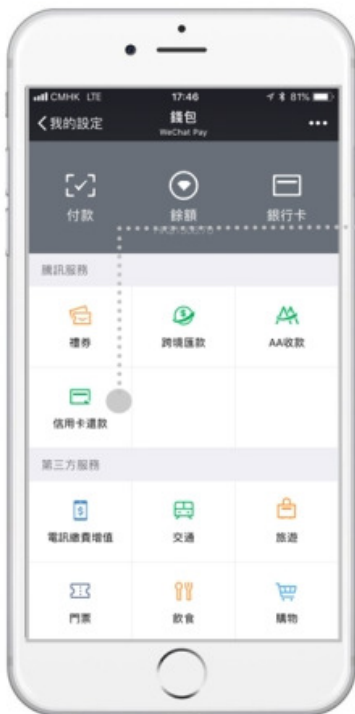 CMHK LTE 17:46 81%
我的設定 錢包
WeChat Pay
付款 餘額 銀行卡
騰訊服務
禮券 跨境匯款 AA收款
信用卡還款
第三方服務
電訊繳費增值 交通 旅遊
門票 飲食 購物